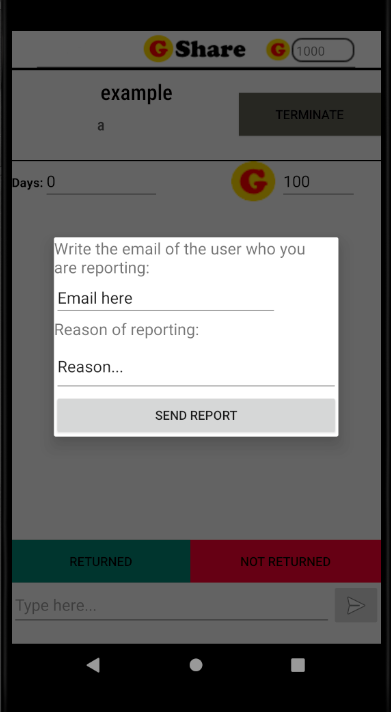 G Share G 1000
example
a
TERMINATE
Days: 0 G 100
Write the email of the user who you
are reporting:
Email here
Reason of reporting:
Reason...
SEND REPORT
RETURNED NOT RETURNED
Type here...